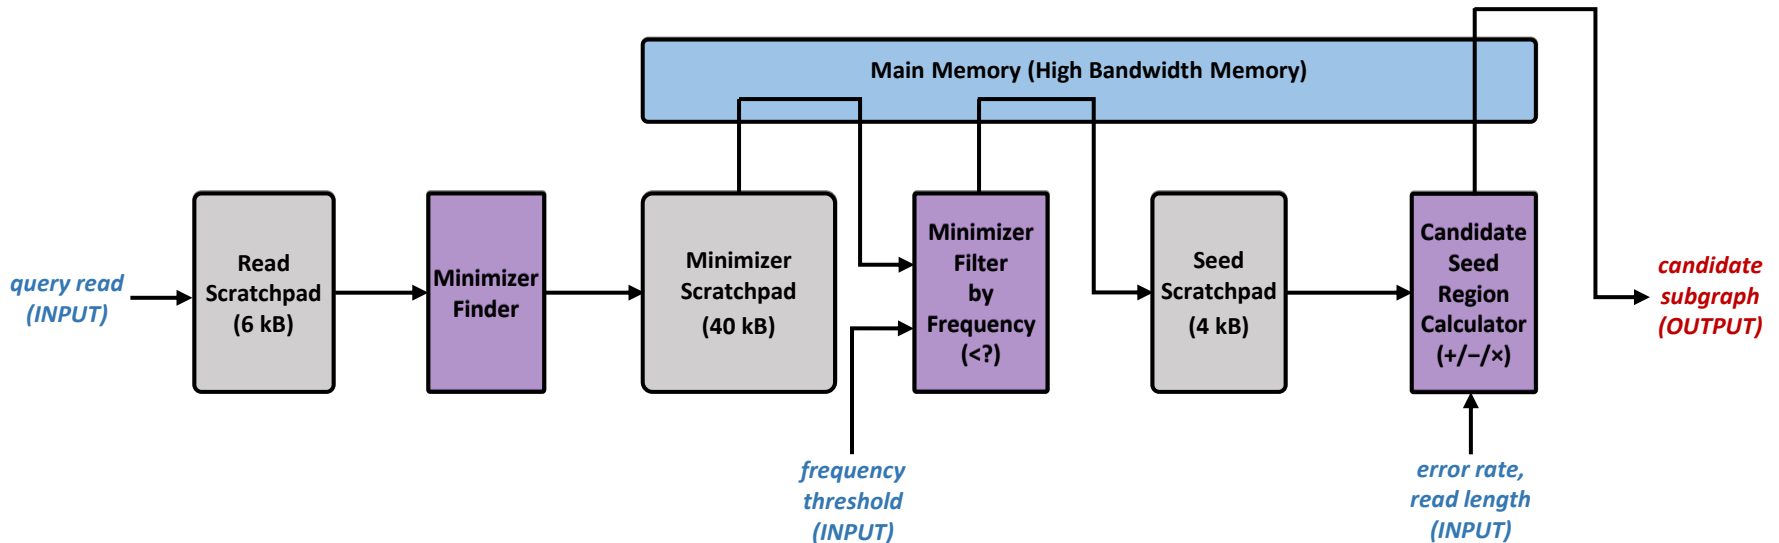 Main Memory (High Bandwidth Memory)
query read
(INPUT)
Read
Scratchpad
(6 kB)
Minimizer
Finder
Minimizer
Scratchpad
(40 kB)
Minimizer
Filter
by
Frequency
(<?)
Seed
Scratchpad
(4 kB)
Candidate
Seed
Region
Calculator
(+/−/×)
candidate
subgraph
(OUTPUT)
frequency
threshold
(INPUT)
error rate,
read length
(INPUT)